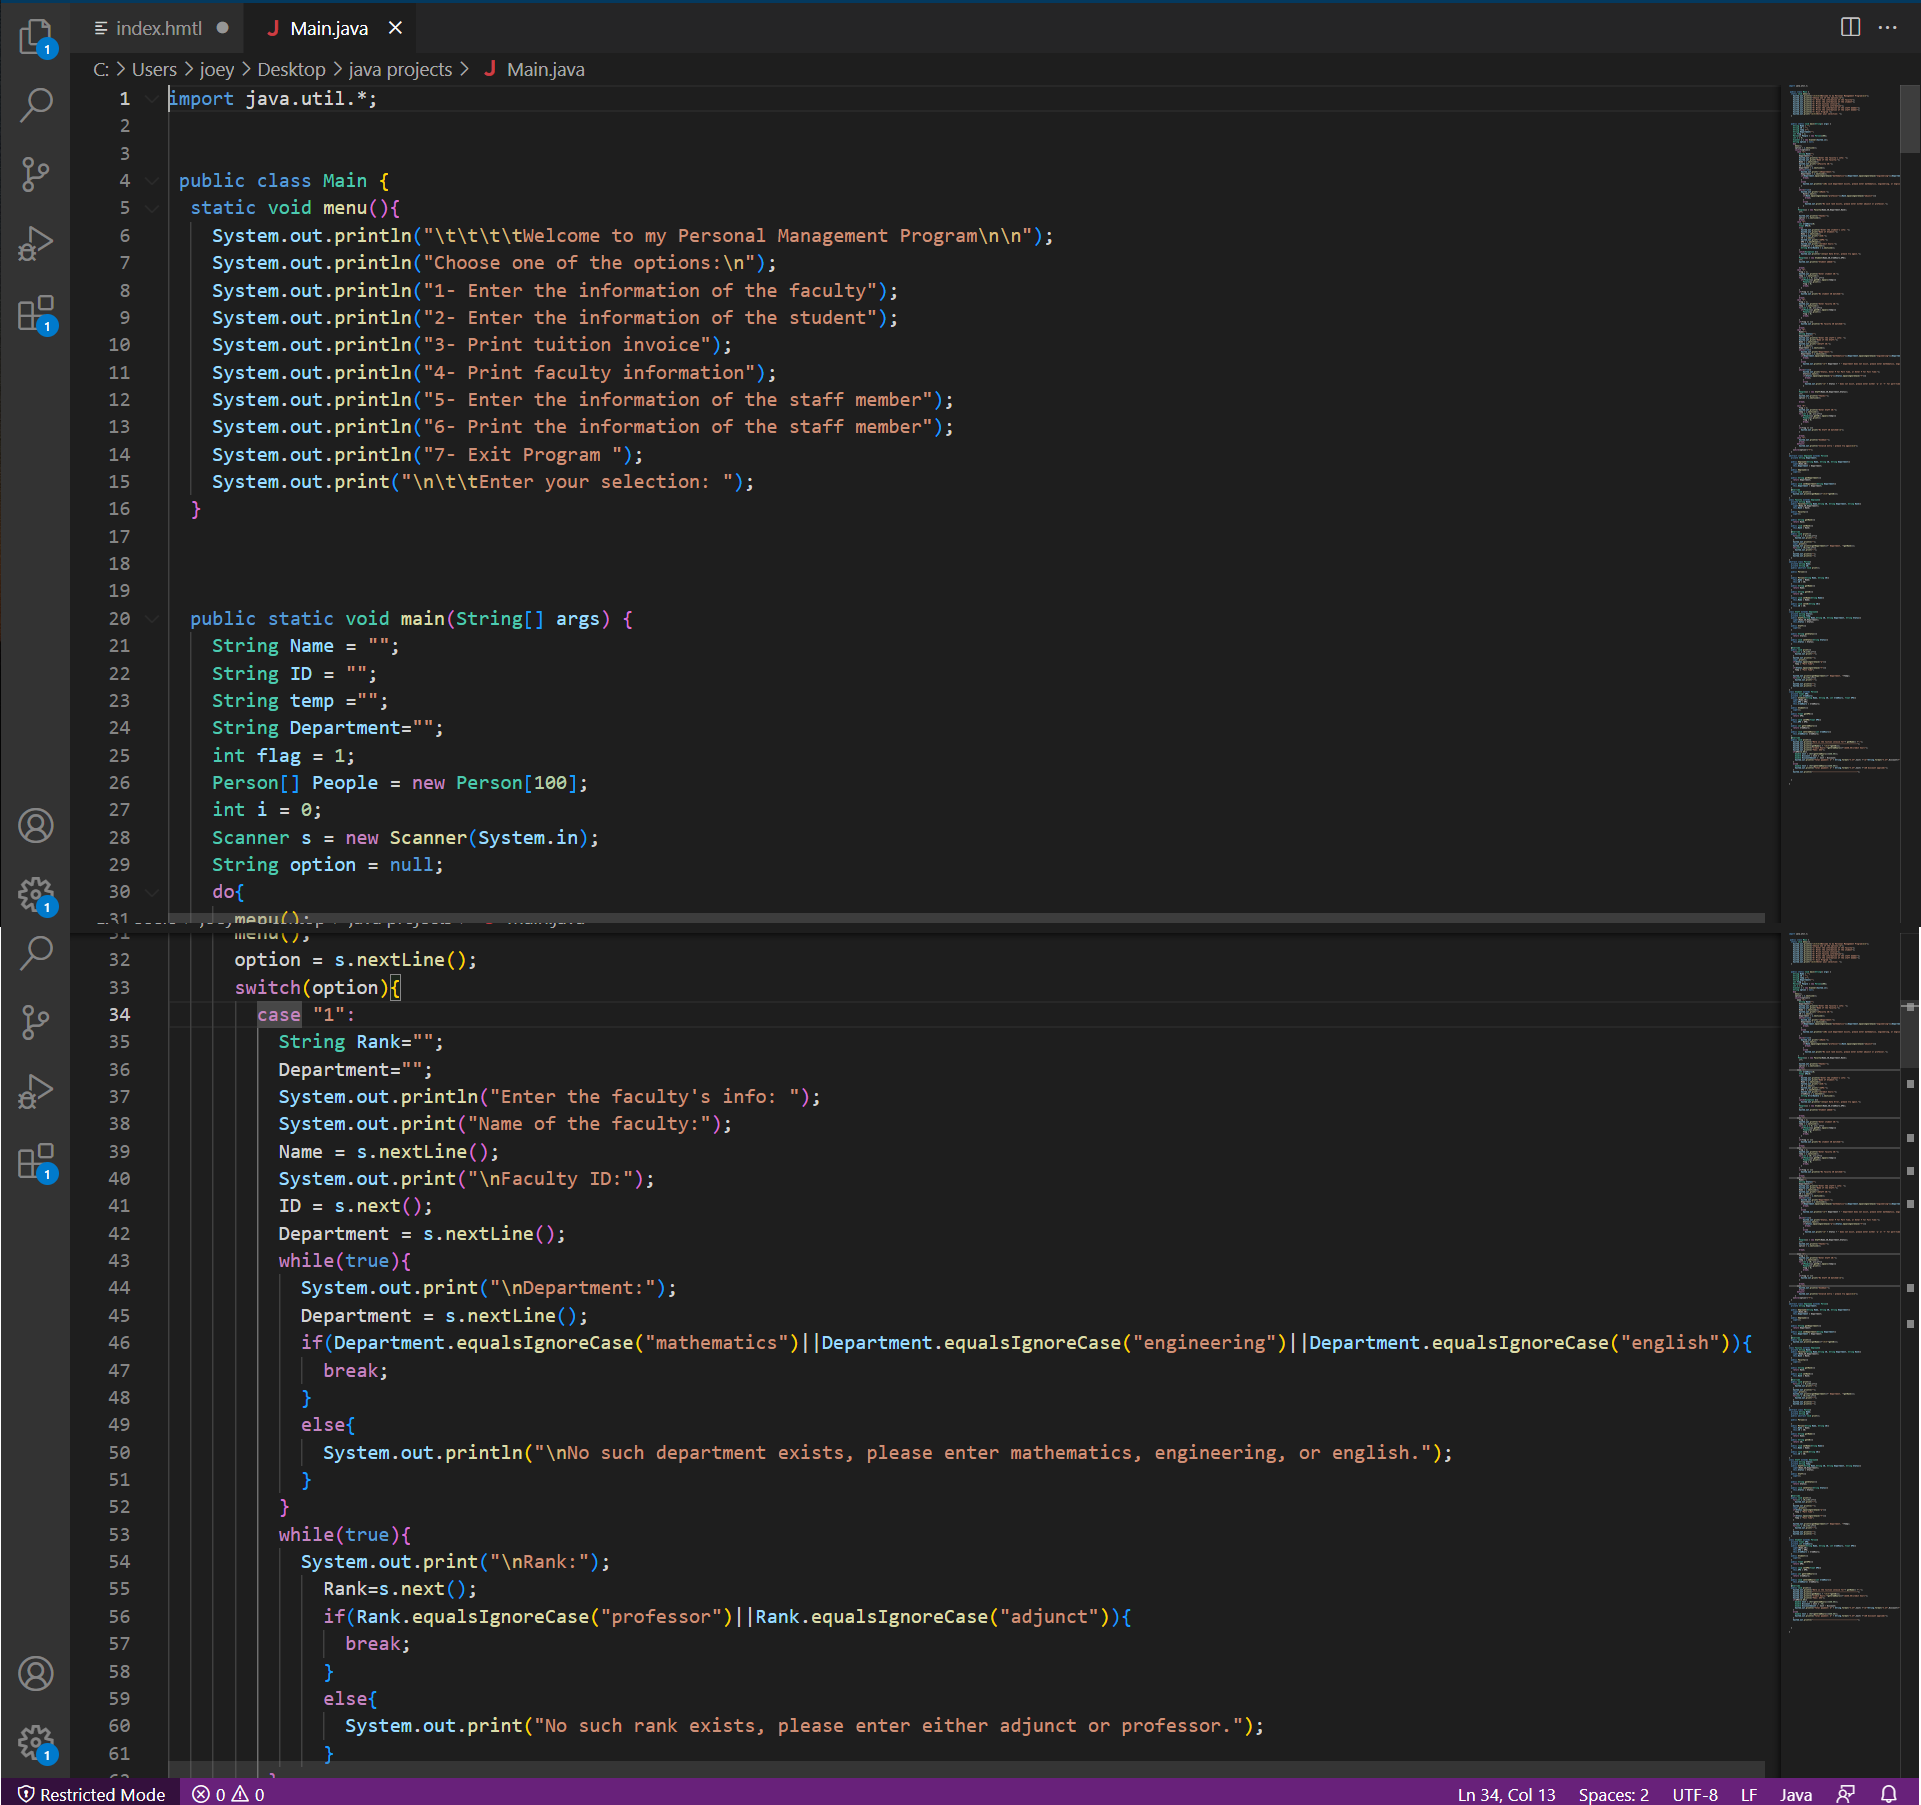 index.hmtl Main.java
C: > Users > joey > Desktop > java projects > J Main.java
1 import java.util.*;
2
3
4 public class Main {
5 static void menu(){
6 System.out.println("\t\t\t\tWelcome to my Personal Management Program\n\n");
7 System.out.println("Choose one of the options:\n");
8 System.out.println("1- Enter the information of the faculty");
9 System.out.println("2- Enter the information of the student");
10 System.out.println("3- Print tuition invoice");
11 System.out.println("4- Print faculty information");
12 System.out.println("5- Enter the information of the staff member");
13 System.out.println("6- Print the information of the staff member");
14 System.out.println("7- Exit Program ");
15 System.out.print("\n\t\tEnter your selection: ");
16 }
17
18
19
20 public static void main(String[] args) {
21 String Name = "";
22 String ID = "";
23 String temp ="";
24 String Department="";
25 int flag = 1;
26 Person[] People = new Person[100];
27 int i = 0;
28 Scanner s = new Scanner(System.in);
29 String option = null;
30 do{
31 menu();
32 option = s.nextLine();
33 switch(option){
34 case "1":
35 String Rank="";
36 Department="";
37 System.out.println("Enter the faculty's info: ");
38 System.out.print("Name of the faculty:");
39 Name = s.nextLine();
40 System.out.print("\nFaculty ID:");
41 ID = s.next();
42 Department = s.nextLine();
43 while(true){
44 System.out.print("\nDepartment:");
45 Department = s.nextLine();
46 if(Department.equalsIgnoreCase("mathematics")||Department.equalsIgnoreCase("engineering")||Department.equalsIgnoreCase("english")){
47 break;
48 }
49 else{
50 System.out.println("\nNo such department exists, please enter mathematics, engineering, or english.");
51 }
52 }
53 while(true){
54 System.out.print("\nRank:");
55 Rank=s.next();
56 if(Rank.equalsIgnoreCase("professor")||Rank.equalsIgnoreCase("adjunct")){
57 break;
58 }
59 else{
60 System.out.print("No such rank exists, please enter either adjunct or professor.");
61 }
Restricted Mode 0 0 Ln 34, Col 13 Spaces: 2 UTF-8 LF Java